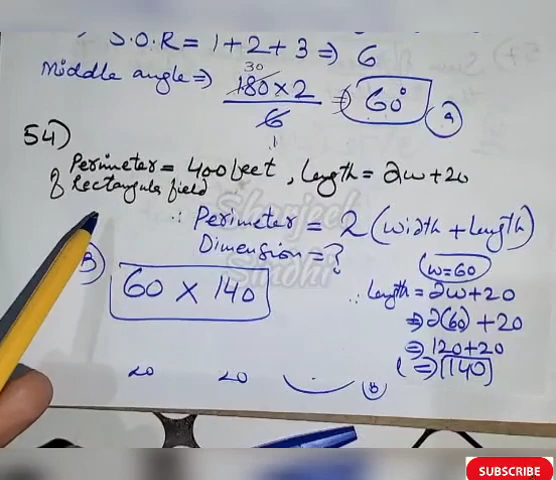 S.O.R = 1+2+3 ⇒ 6
Middle angle ⇒ 180×2 / 6 ⇒ 60°
30
1
54)
Perimeter = 400 feet, Length = 2w+20
of Rectangular field
∴ Perimeter = 2 (width + Length)
Dimension = ?
B) 60 × 140
w=60
∴ Length = 2w+20
⇒ 2(60) + 20
⇒ 120+20
l ⇒ 140
Sharjeel
Sindhi
SUBSCRIBE